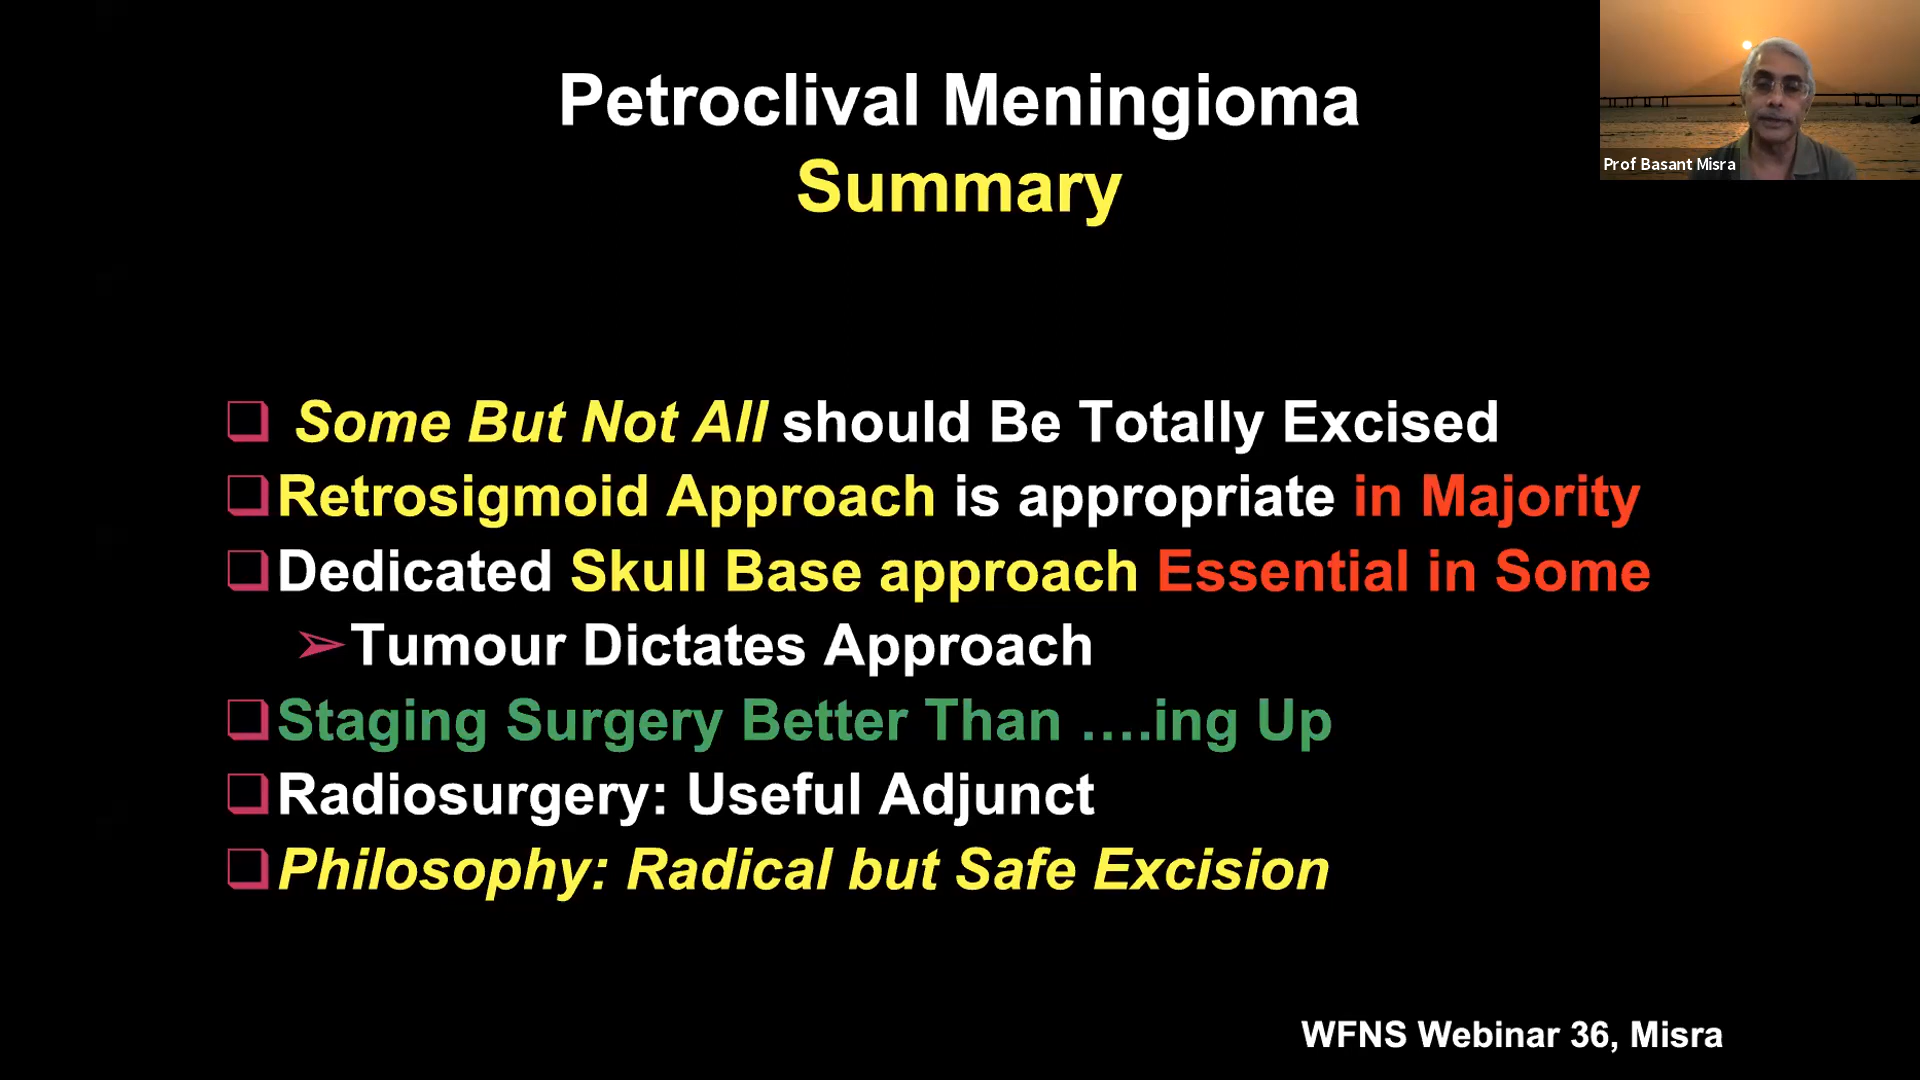 Petroclival Meningioma
Summary
Prof Basant Misra
Some But Not All should Be Totally Excised
Retrosigmoid Approach is appropriate in Majority
Dedicated Skull Base approach Essential in Some
Tumour Dictates Approach
Staging Surgery Better Than ….ing Up
Radiosurgery: Useful Adjunct
Philosophy: Radical but Safe Excision
WFNS Webinar 36, Misra